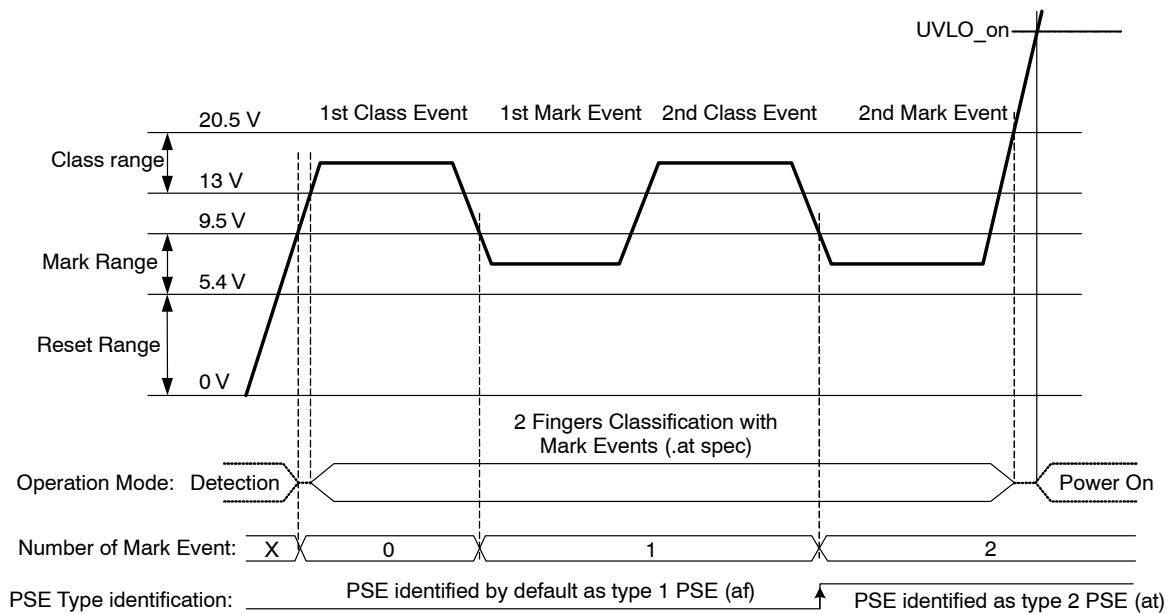 UVLO_on
1st Class Event
1st Mark Event
2nd Class Event
2nd Mark Event
20.5 V
Class range
13 V
9.5 V
Mark Range
5.4 V
Reset Range
0 V
2 Fingers Classification with
Mark Events (.at spec)
Operation Mode: Detection
Power On
Number of Mark Event: X 0 1 2
PSE Type identification: PSE identified by default as type 1 PSE (af) PSE identified as type 2 PSE (at)